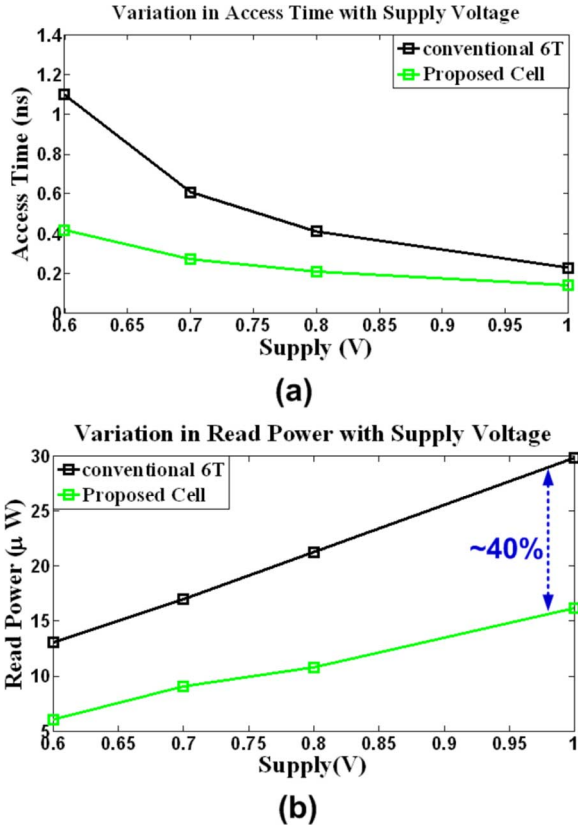 Variation in Access Time with Supply Voltage
1.4
1.2
1
0.8
0.6
0.4
0.2
0
Access Time (ns)
conventional 6T
Proposed Cell
0.6 0.65 0.7 0.75 0.8 0.85 0.9 0.95 1
Supply (V)
(a)
Variation in Read Power with Supply Voltage
30
25
20
15
10
5
Read Power (μ W)
conventional 6T
Proposed Cell
~40%
0.6 0.65 0.7 0.75 0.8 0.85 0.9 0.95 1
Supply(V)
(b)